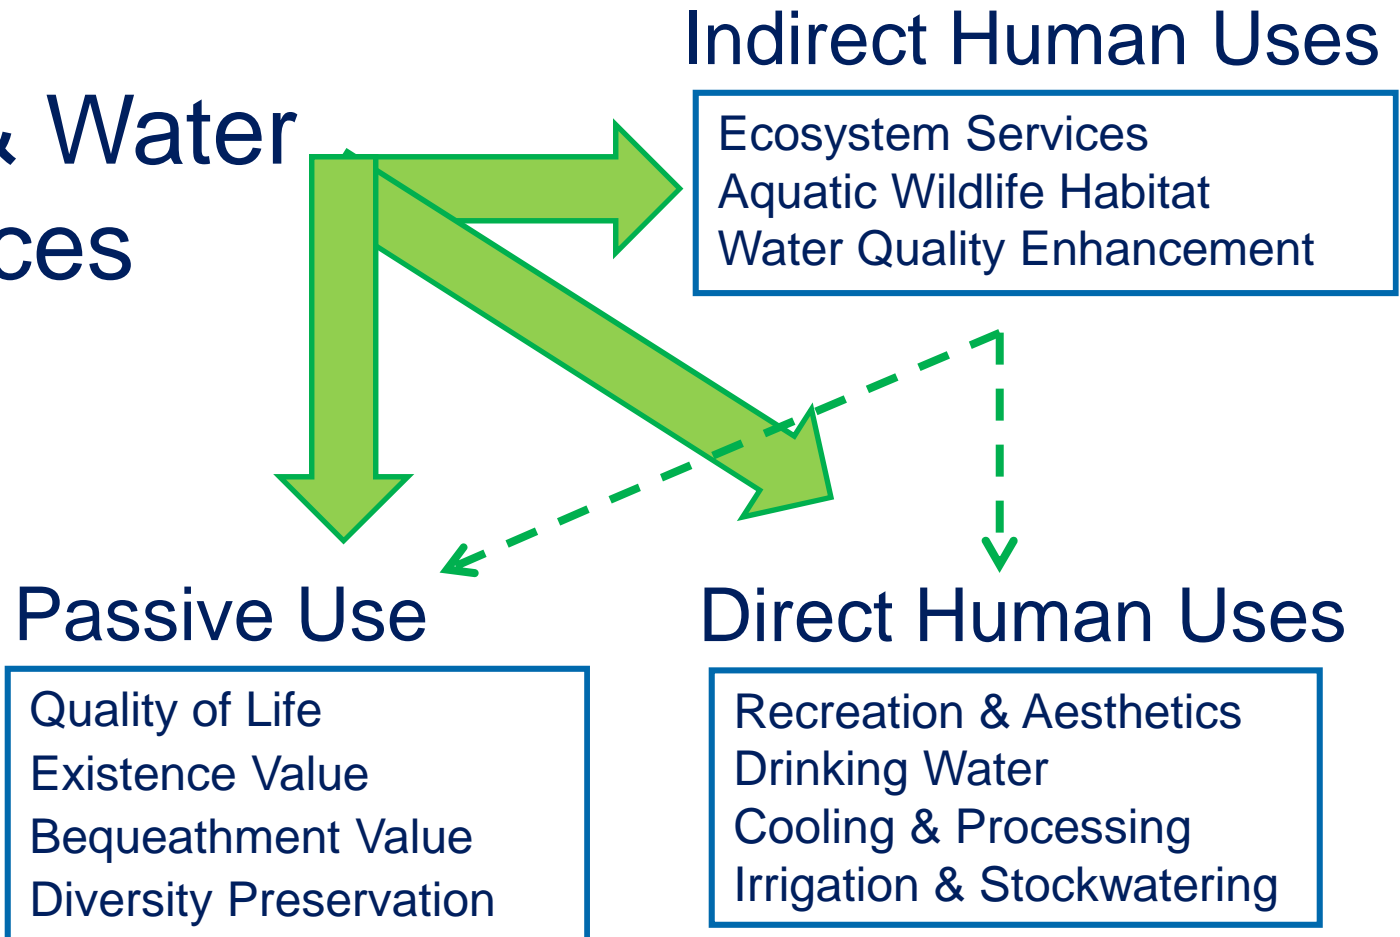 Indirect Human Uses
& Water
Ecosystem Services
Aquatic Wildlife Habitat
Water Quality Enhancement
Passive Use
Quality of Life
Existence Value
Bequeathment Value
Diversity Preservation
Direct Human Uses
Recreation & Aesthetics
Drinking Water
Cooling & Processing
Irrigation & Stockwatering